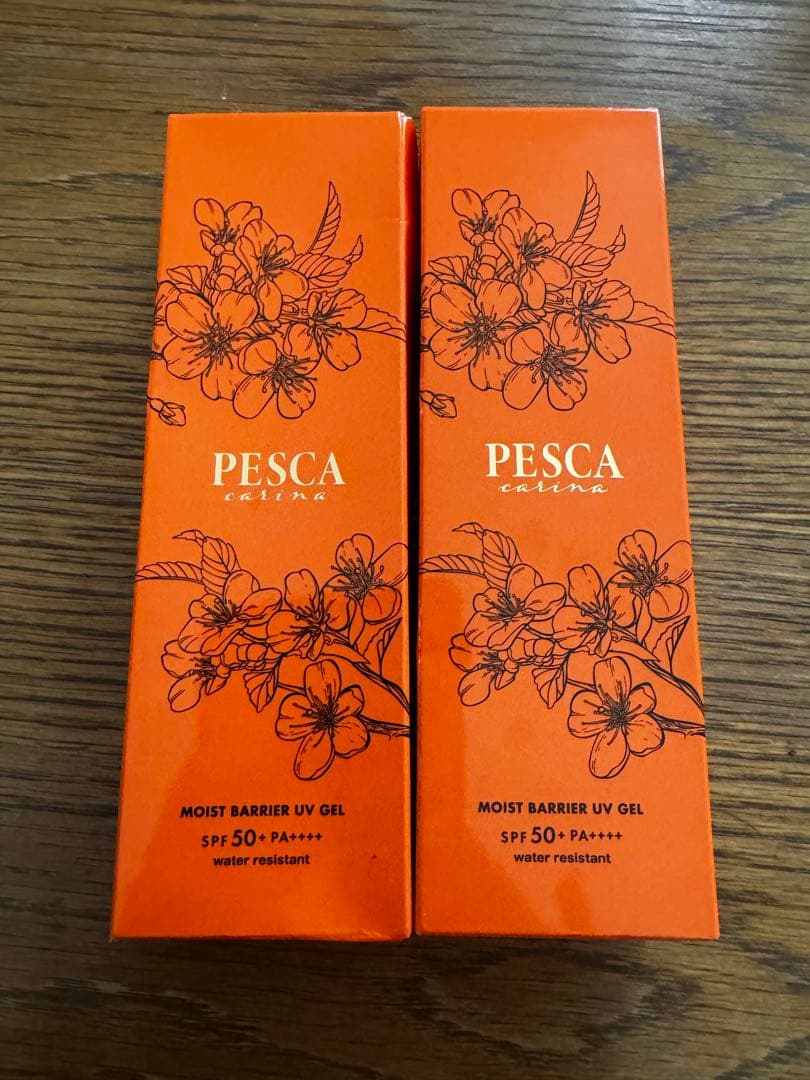 PESCA
carina
MOIST BARRIER UV GEL
SPF 50+ PA++++
water resistant
PESCA
carina
MOIST BARRIER UV GEL
SPF 50+ PA++++
water resistant